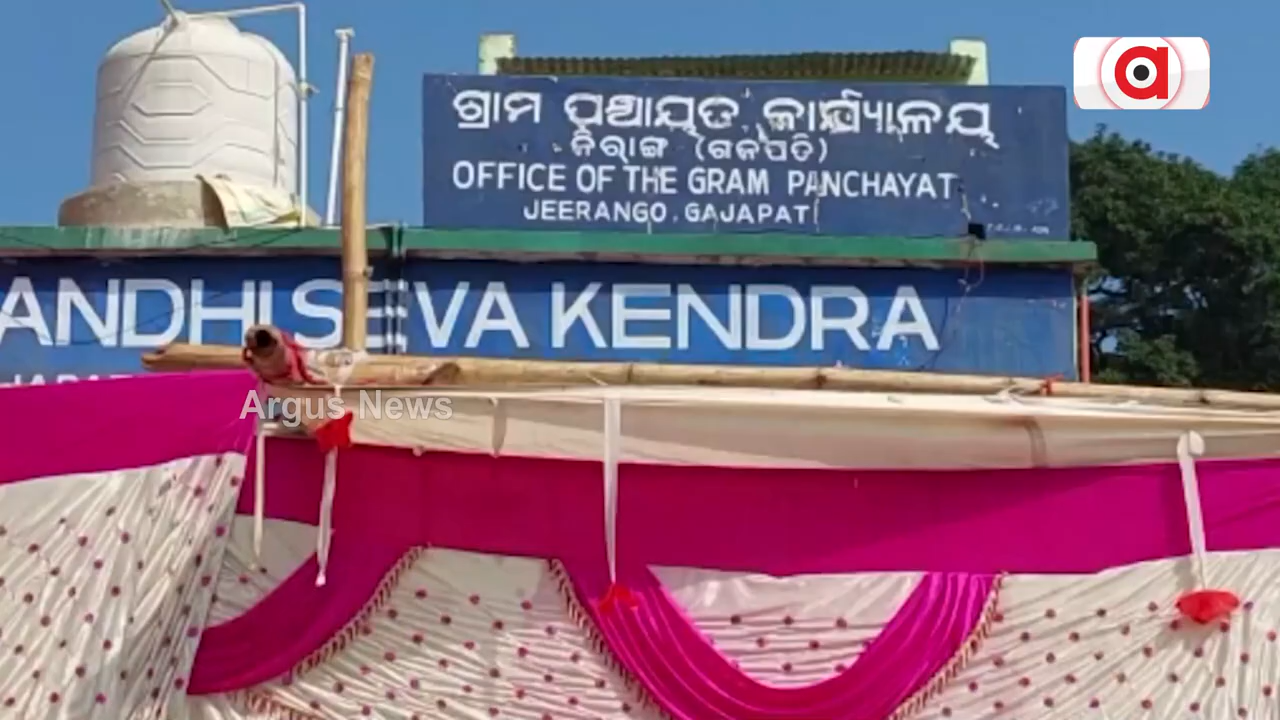 ଗ୍ରାମ ପଞ୍ଚାୟତ କାର୍ଯ୍ୟାଳୟ
ଜିରାଙ୍ଗ (ଗଜପତି)
OFFICE OF THE GRAM PANCHAYAT
JEERANGO. GAJAPATI
ANDHI SEVA KENDRA
Argus News